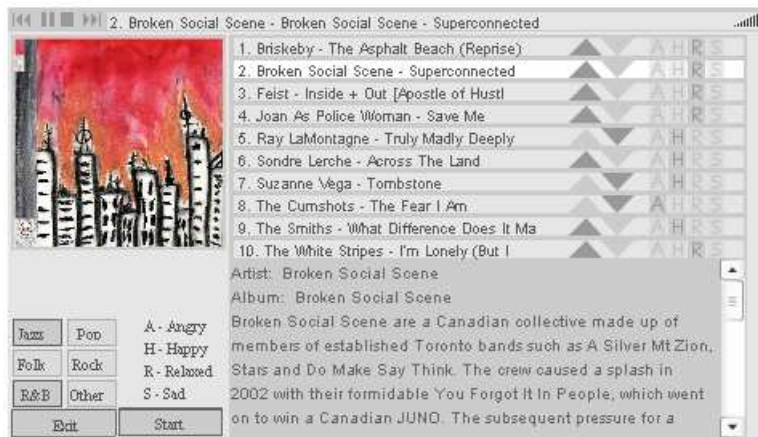 2. Broken Social Scene - Broken Social Scene - Superconnected
1. Briskeby - The Asphalt Beach (Reprise) A H R S
2. Broken Social Scene - Superconnected A H R S
3. Feist - Inside + Out [Apostle of Hustl A H R S
4. Joan As Police Woman - Save Me A H R S
5. Ray LaMontagne - Truly Madly Deeply A H R S
6. Sondre Lerche - Across The Land A H R S
7. Suzanne Vega - Tombstone A H R S
8. The Cumshots - The Fear I Am A H R S
9. The Smiths - What Difference Does It Ma A H R S
10. The White Stripes - I'm Lonely (But I A H R S
Artist: Broken Social Scene
Album: Broken Social Scene
Broken Social Scene are a Canadian collective made up of
members of established Toronto bands such as A Silver Mt Zion,
Stars and Do Make Say Think. The crew caused a splash in
2002 with their formidable You Forgot It In People, which went
on to win a Canadian JUNO. The subsequent pressure for a
Jazz Pop A - Angry
H - Happy
Folk Rock R - Relaxed
R&B Other S - Sad
Exit Start